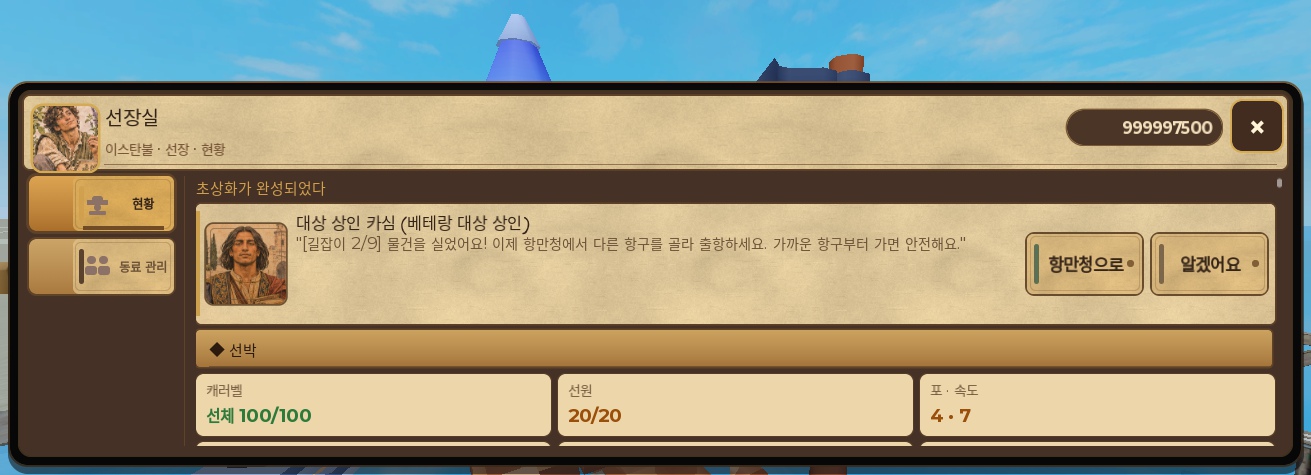 선장실
이스탄불 · 선장 · 현황
999997500
×
현황
동료 관리
초상화가 완성되었다
대상 상인 카심 (베테랑 대상 상인)
"[길잡이 2/9] 물건을 실었어요! 이제 항만청에서 다른 항구를 골라 출항하세요. 가까운 항구부터 가면 안전해요."
항만청으로
알겠어요
◆ 선박
캐러벨
선체 100/100
선원
20/20
포 · 속도
4 · 7